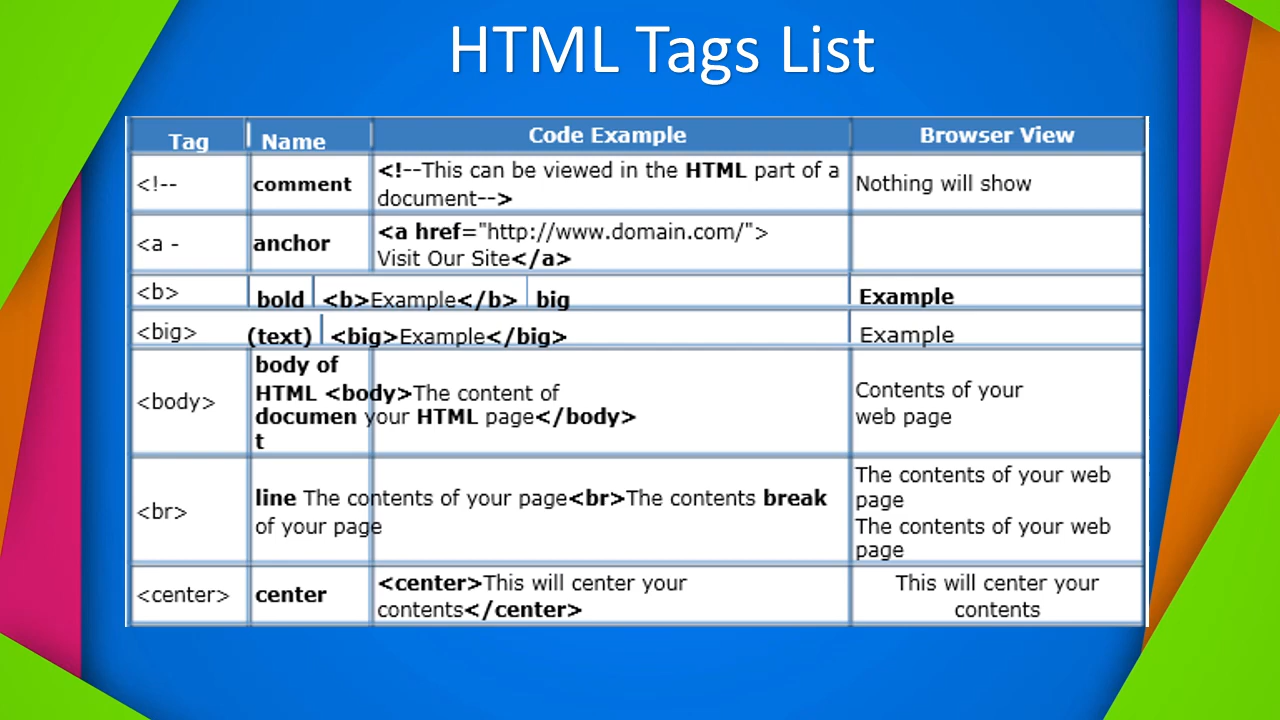 HTML Tags List
Tag Name Code Example Browser View
<!-- comment <!--This can be viewed in the HTML part of a
document--> Nothing will show
<a - anchor <a href="http://www.domain.com/">
Visit Our Site</a>
<b> bold <b>Example</b> big Example
<big> (text) <big>Example</big> Example
<body>
body of
HTML <body>The content of
documen your HTML page</body>
t
Contents of your
web page
<br>
line The contents of your page<br>The contents break
of your page
The contents of your web
page
The contents of your web
page
<center> center
<center>This will center your
contents</center>
This will center your
contents